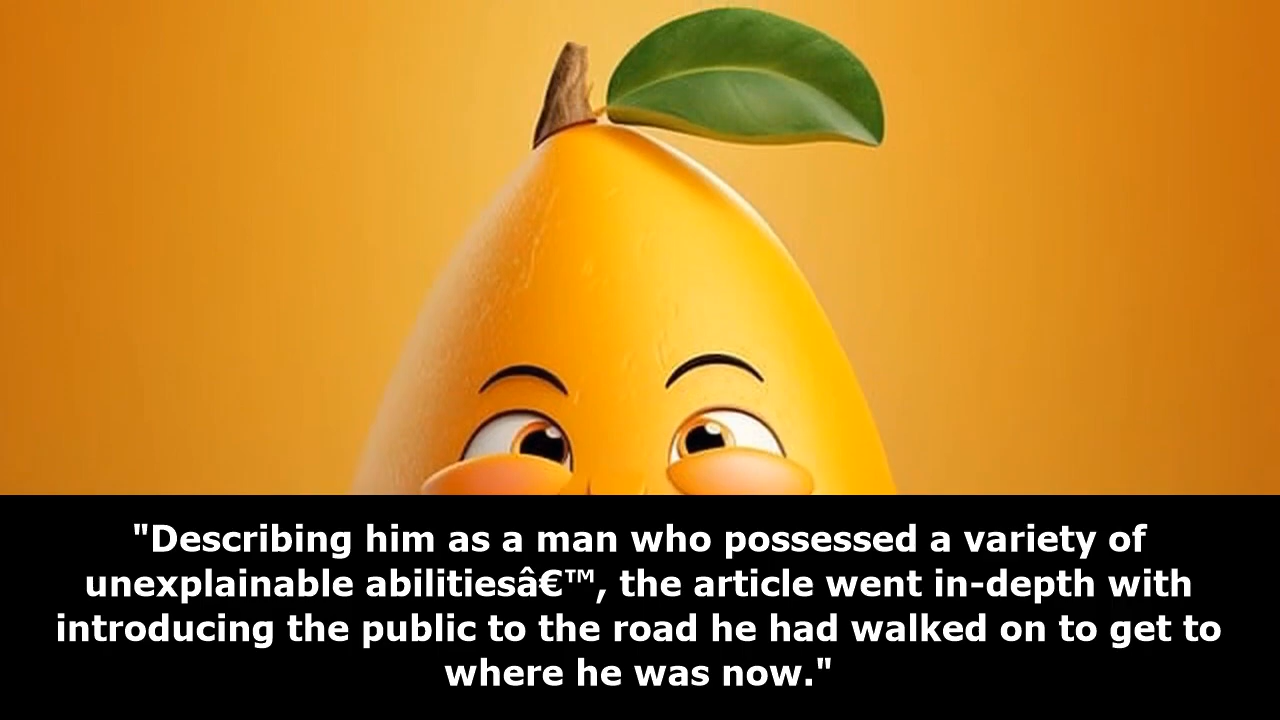 "Describing him as a man who possessed a variety of
unexplainable abilitiesâ€™, the article went in-depth with
introducing the public to the road he had walked on to get to
where he was now."